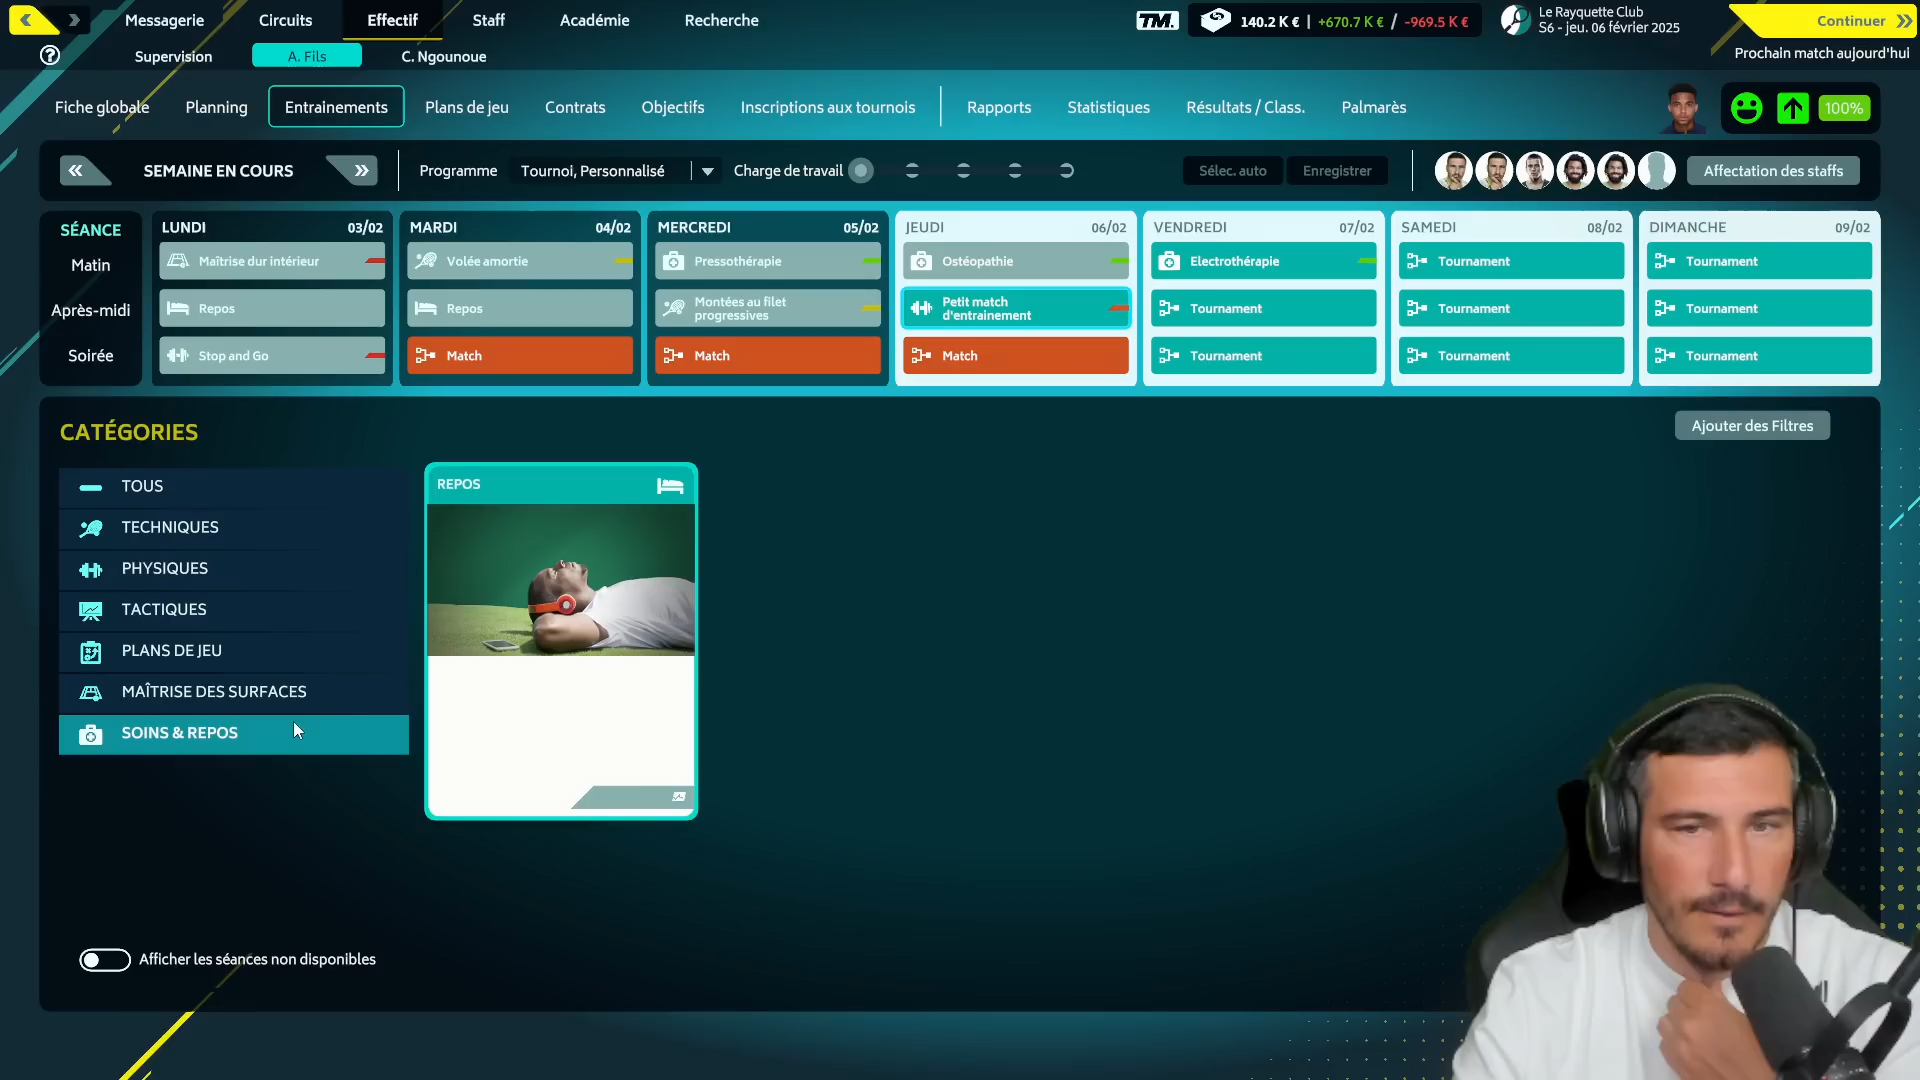 Messagerie
Circuits
Effectif
Staff
Académie
Recherche
TM.
140.2 K € | +670.7 K € / -969.5 K €
Le Rayquette Club
S6 - jeu. 06 février 2025
Continuer
?
Supervision
A. Fils
C. Ngounoue
Prochain match aujourd'hui
Fiche globale
Planning
Entrainements
Plans de jeu
Contrats
Objectifs
Inscriptions aux tournois
Rapports
Statistiques
Résultats / Class.
Palmarès
100%
SEMAINE EN COURS
Programme
Tournoi, Personnalisé
Charge de travail
Sélec. auto
Enregistrer
Affectation des staffs
SÉANCE
Matin
Après-midi
Soirée
LUNDI 03/02
Maîtrise dur intérieur
Repos
Stop and Go
MARDI 04/02
Volée amortie
Repos
Match
MERCREDI 05/02
Pressothérapie
Montées au filet
progressives
Match
JEUDI 06/02
Ostéopathie
Petit match
d'entrainement
Match
VENDREDI 07/02
Electrothérapie
Tournament
Tournament
SAMEDI 08/02
Tournament
Tournament
Tournament
DIMANCHE 09/02
Tournament
Tournament
Tournament
CATÉGORIES
Ajouter des Filtres
TOUS
TECHNIQUES
PHYSIQUES
TACTIQUES
PLANS DE JEU
MAÎTRISE DES SURFACES
SOINS & REPOS
REPOS
Afficher les séances non disponibles